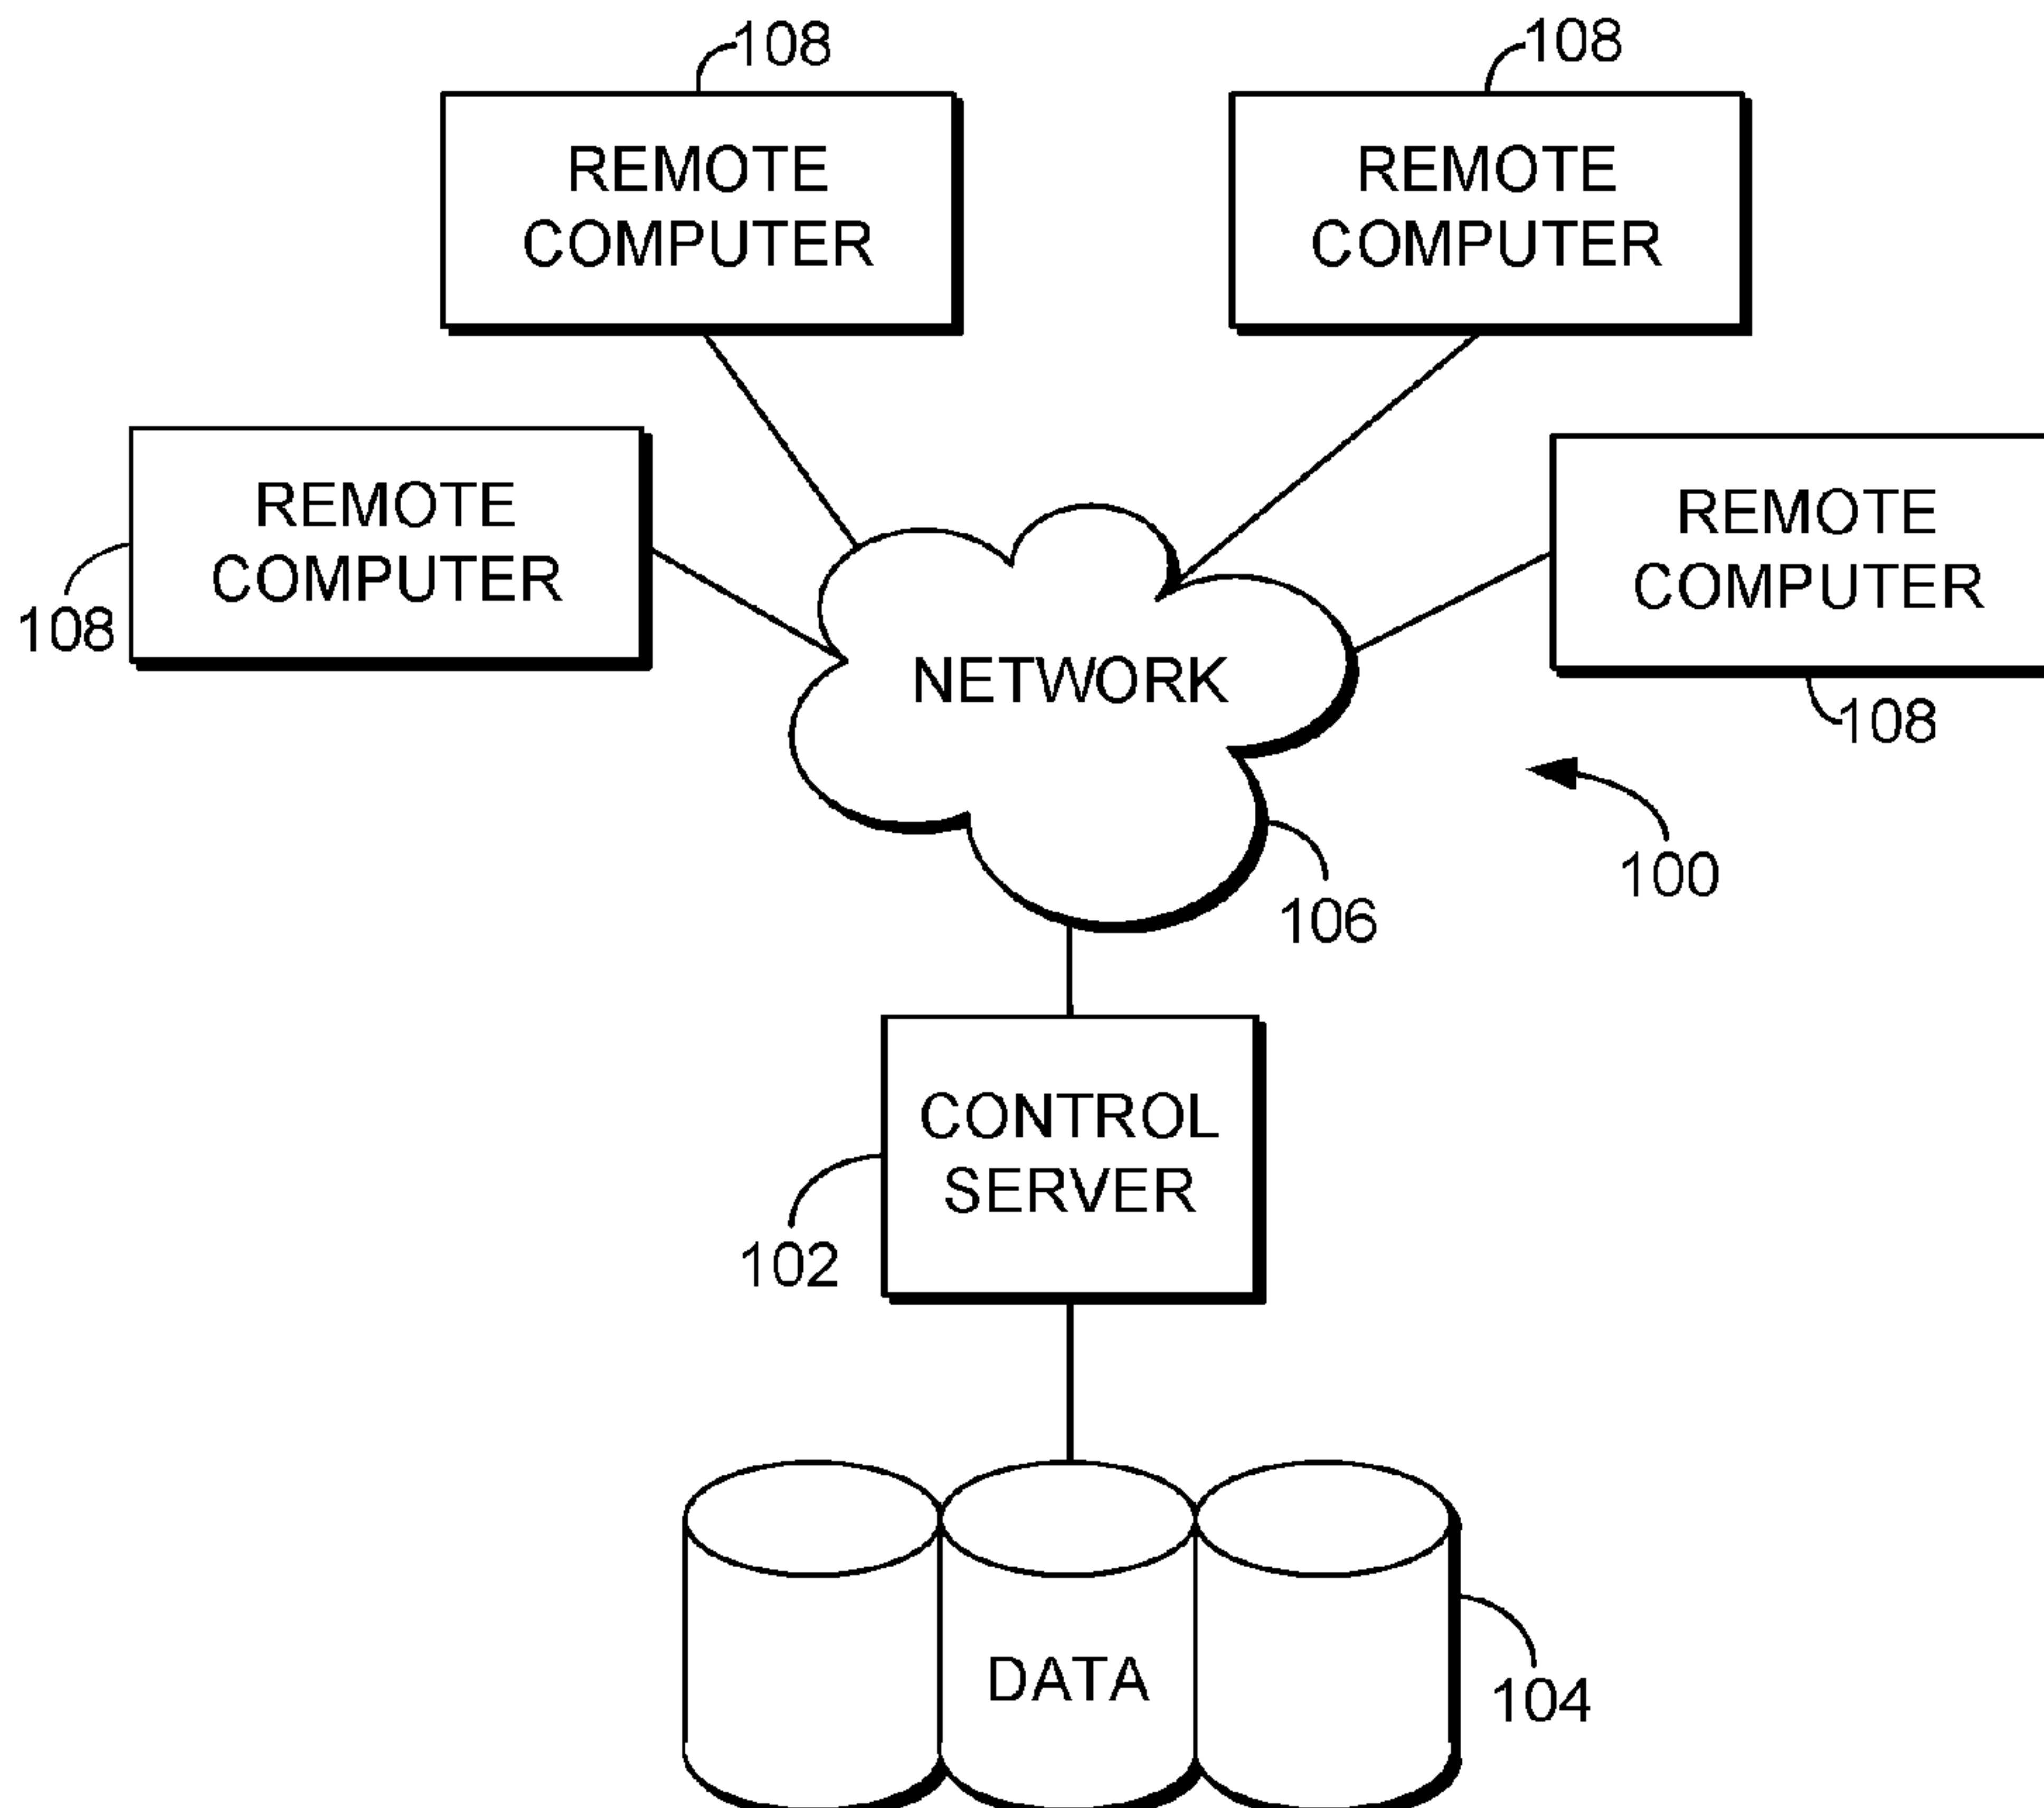 108
108
REMOTE
COMPUTER
REMOTE
COMPUTER
REMOTE
COMPUTER
REMOTE
COMPUTER
108
108
NETWORK
100
106
CONTROL
SERVER
102
DATA
104